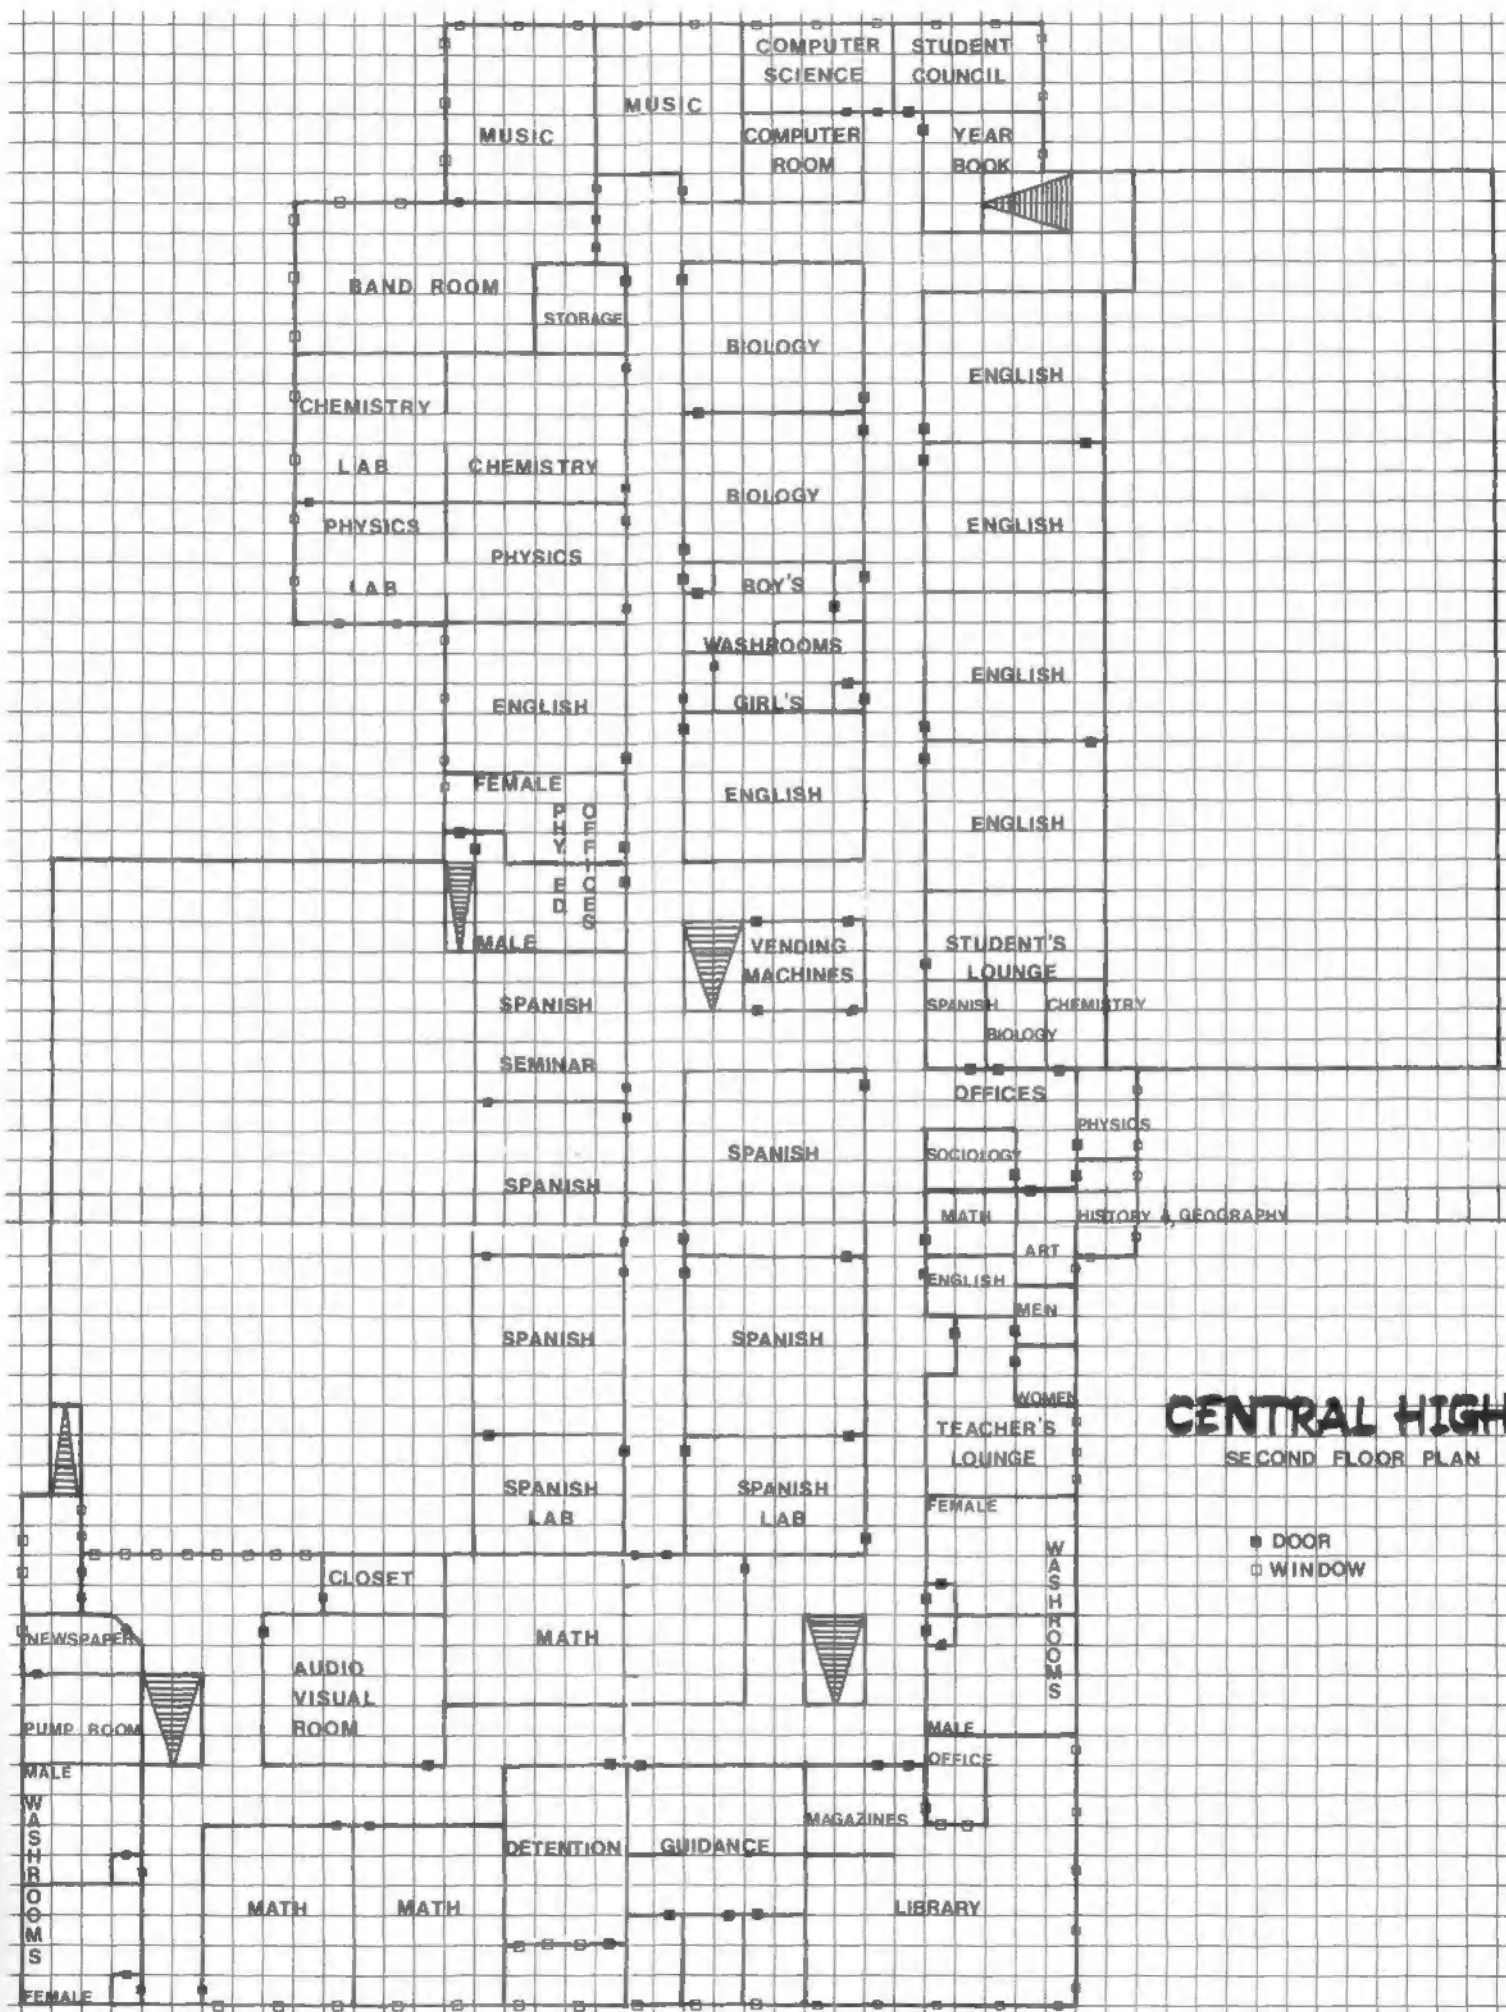 COMPUTER
SCIENCE
STUDENT
COUNCIL
MUSIC
MUSIC
COMPUTER
ROOM
YEAR
BOOK
BAND ROOM
STORAGE
BIOLOGY
ENGLISH
CHEMISTRY
LAB
CHEMISTRY
BIOLOGY
PHYSICS
LAB
PHYSICS
ENGLISH
BOY'S
WASHROOMS
GIRL'S
ENGLISH
ENGLISH
FEMALE
PHY. ED
OFFICES
MALE
ENGLISH
ENGLISH
VENDING
MACHINES
STUDENT'S
LOUNGE
SPANISH
BIOLOGY
CHEMISTRY
SPANISH
SEMINAR
OFFICES
PHYSICS
SOCIOLOGY
SPANISH
SPANISH
MATH
HISTORY & GEOGRAPHY
ART
ENGLISH
MEN
SPANISH
SPANISH
WOMEN
TEACHER'S
LOUNGE
CENTRAL HIGH
SECOND FLOOR PLAN
SPANISH
LAB
SPANISH
LAB
FEMALE
WASHROOMS
MALE
DOOR
WINDOW
CLOSET
NEWSPAPER
MATH
AUDIO
VISUAL
ROOM
PUMP ROOM
OFFICE
MALE
WASHROOMS
FEMALE
MAGAZINES
DETENTION
GUIDANCE
MATH
MATH
LIBRARY